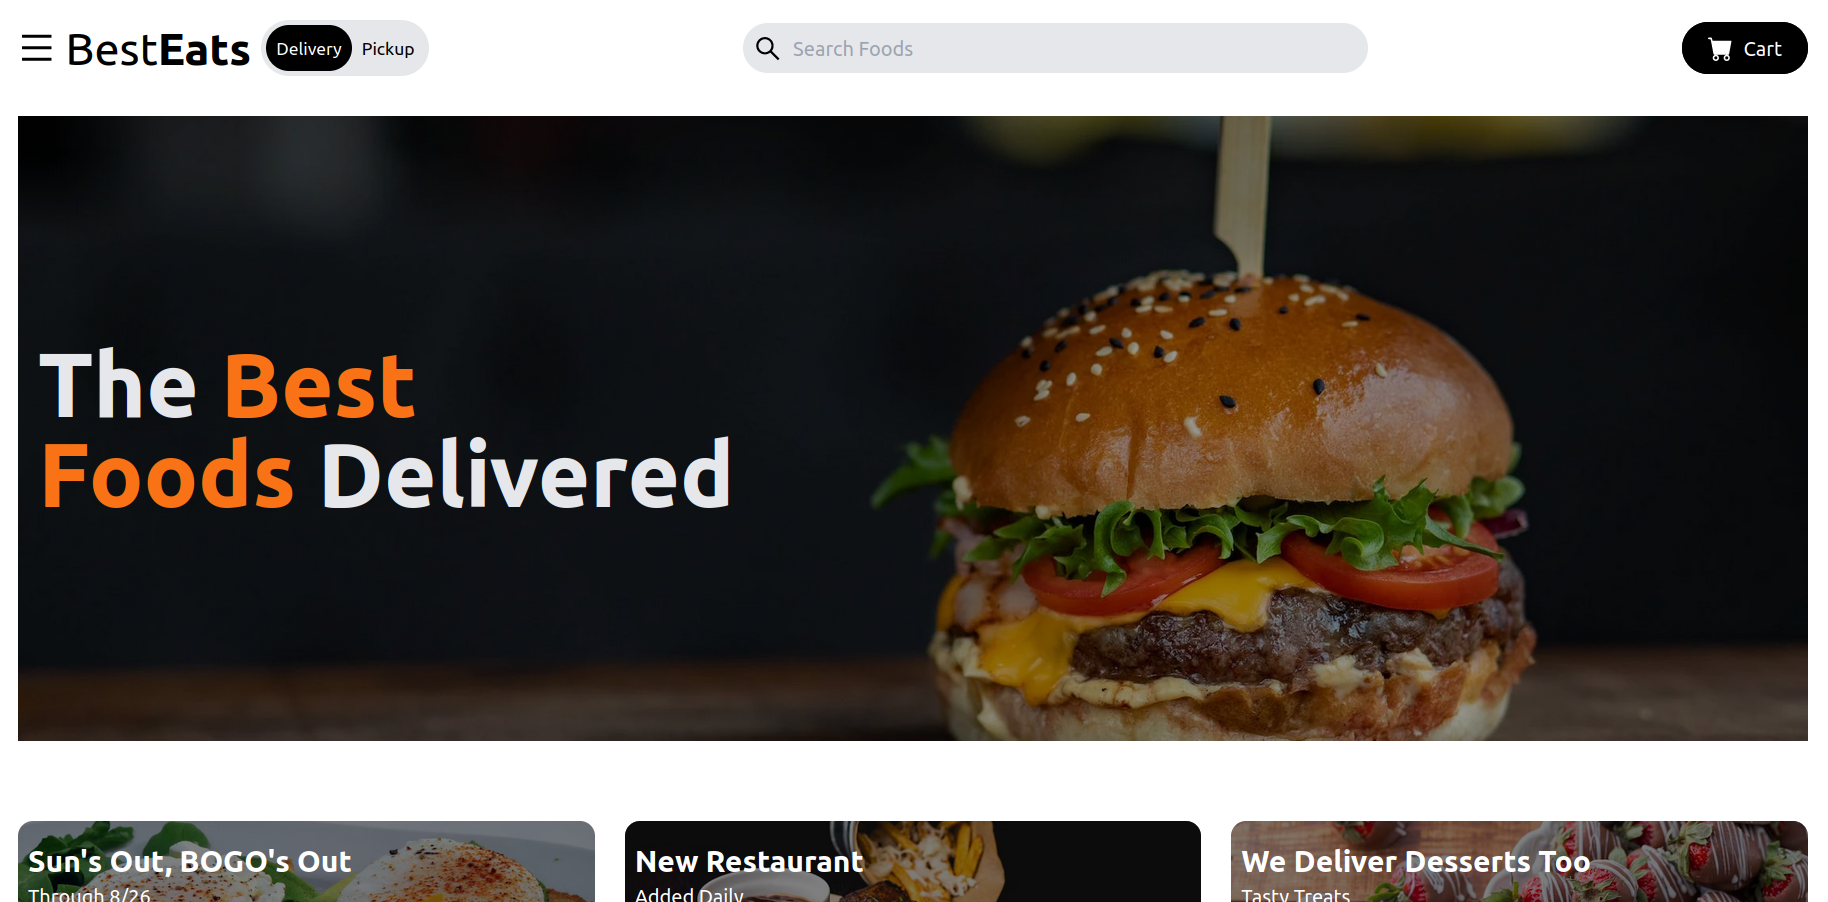 BestEats
Delivery Pickup
Search Foods
Cart
The Best
Foods Delivered
Sun's Out, BOGO's Out
Through 8/26
New Restaurant
Added Daily
We Deliver Desserts Too
Tasty Treats